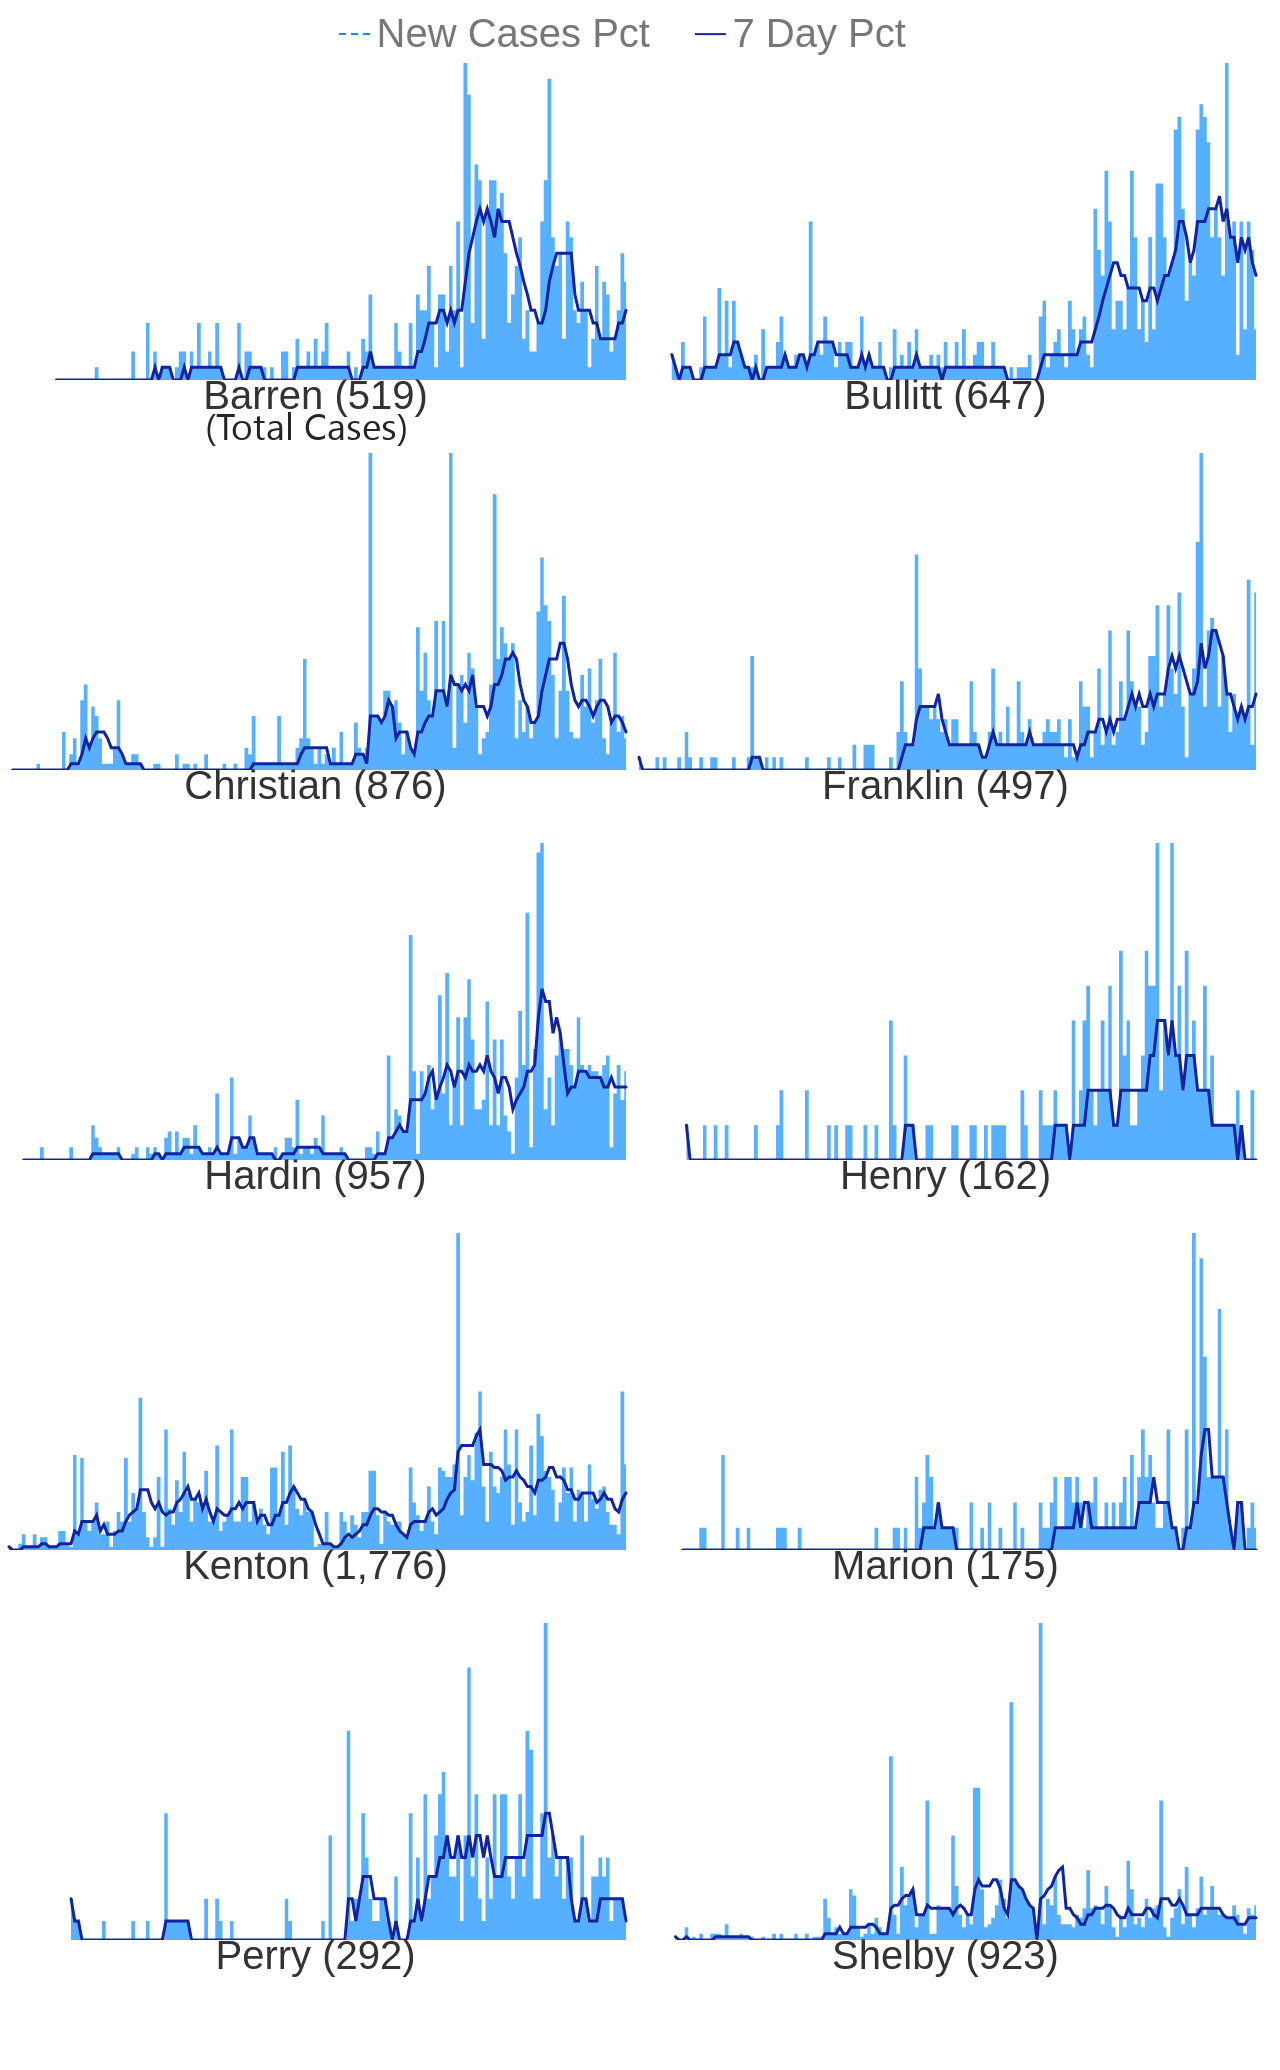 New Cases Pct 7 Day Pct
Barren (519) Bullitt (647)
(Total Cases)
Christian (876) Franklin (497)
Hardin (957) Henry (162)
Kenton (1,776) Marion (175)
Perry (292) Shelby (923)